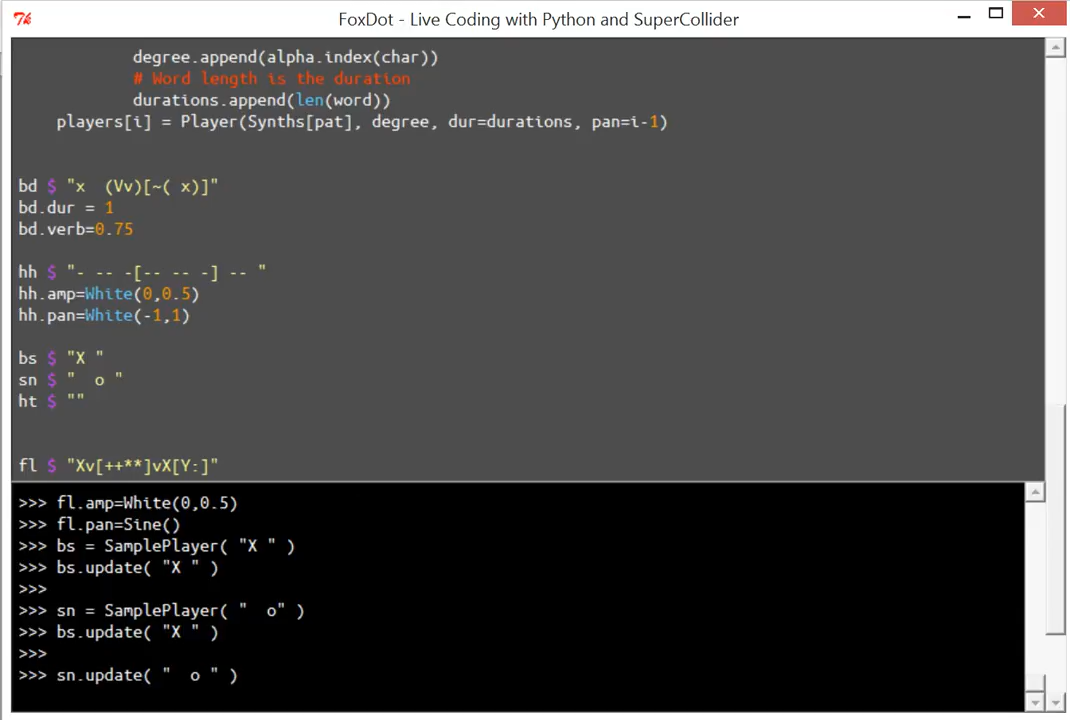 FoxDot - Live Coding with Python and SuperCollider
degree.append(alpha.index(char))
# Word length is the duration
durations.append(len(word))
players[i] = Player(Synths[pat], degree, dur=durations, pan=i-1)
bd $ "x  (Vv)[~( x)]"
bd.dur = 1
bd.verb=0.75
hh $ "- -- -[-- -- -] -- "
hh.amp=White(0,0.5)
hh.pan=White(-1,1)
bs $ "X "
sn $ "  o "
ht $ ""
fl $ "Xv[++**]vX[Y:]"
>>> fl.amp=White(0,0.5)
>>> fl.pan=Sine()
>>> bs = SamplePlayer( "X " )
>>> bs.update( "X " )
>>>
>>> sn = SamplePlayer( "  o" )
>>> bs.update( "X " )
>>>
>>> sn.update( "  o " )